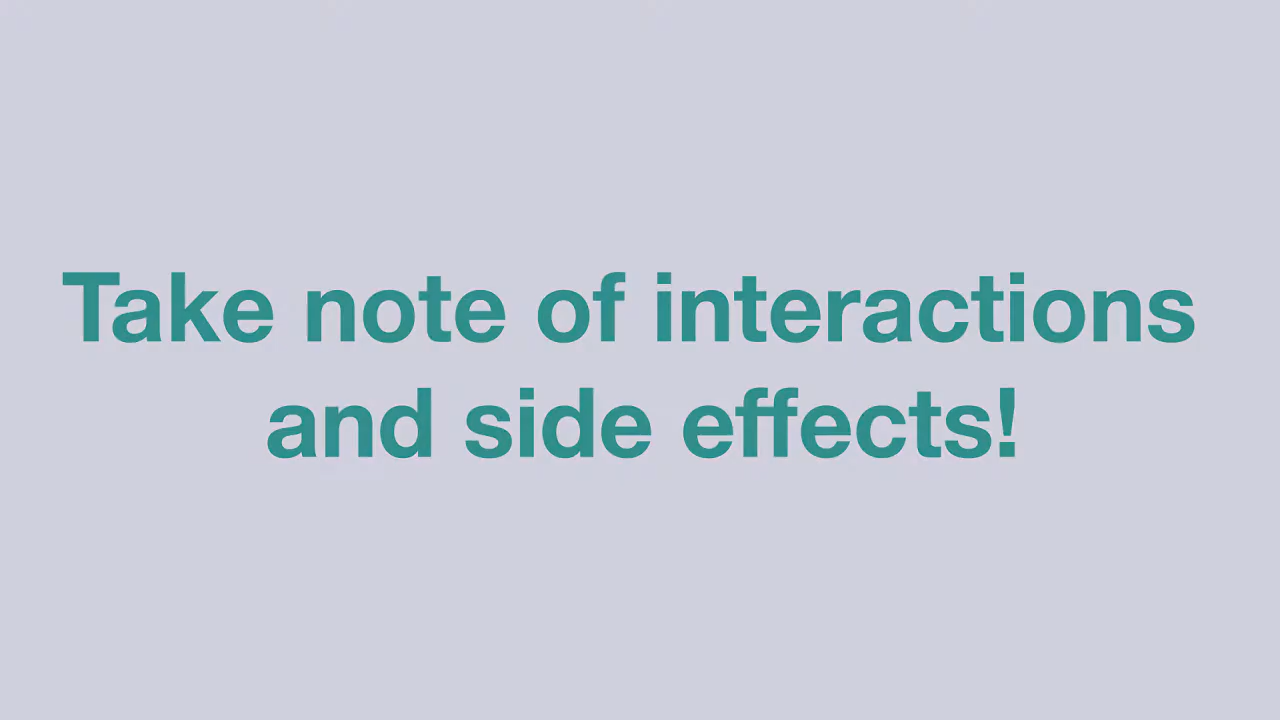 Take note of interactions
and side effects!